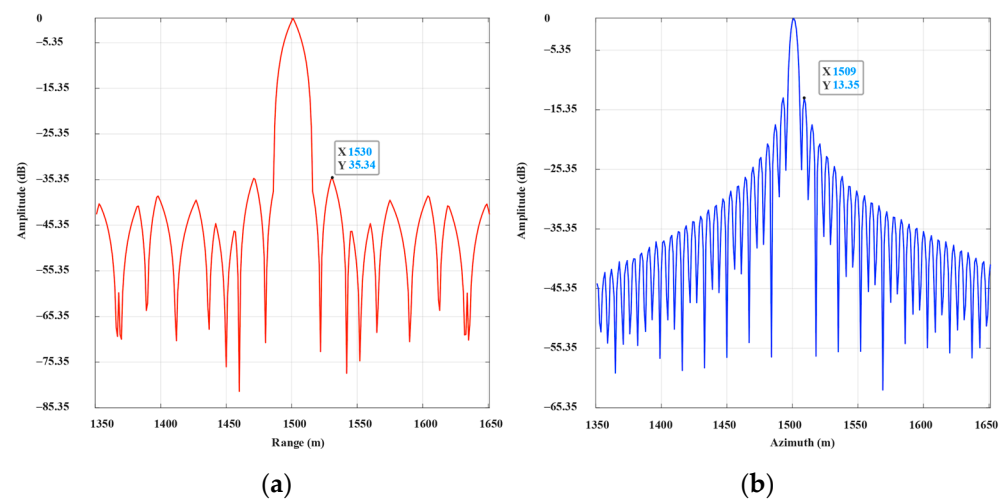 0
−5.35
−15.35
−25.35
−35.35
−45.35
−55.35
−65.35
−75.35
−85.35
Amplitude (dB)
X 1530
Y 35.34
1350 1400 1450 1500 1550 1600 1650
Range (m)
(a)
0
−5.35
−15.35
−25.35
−35.35
−45.35
−55.35
−65.35
Amplitude (dB)
X 1509
Y 13.35
1350 1400 1450 1500 1550 1600 1650
Azimuth (m)
(b)